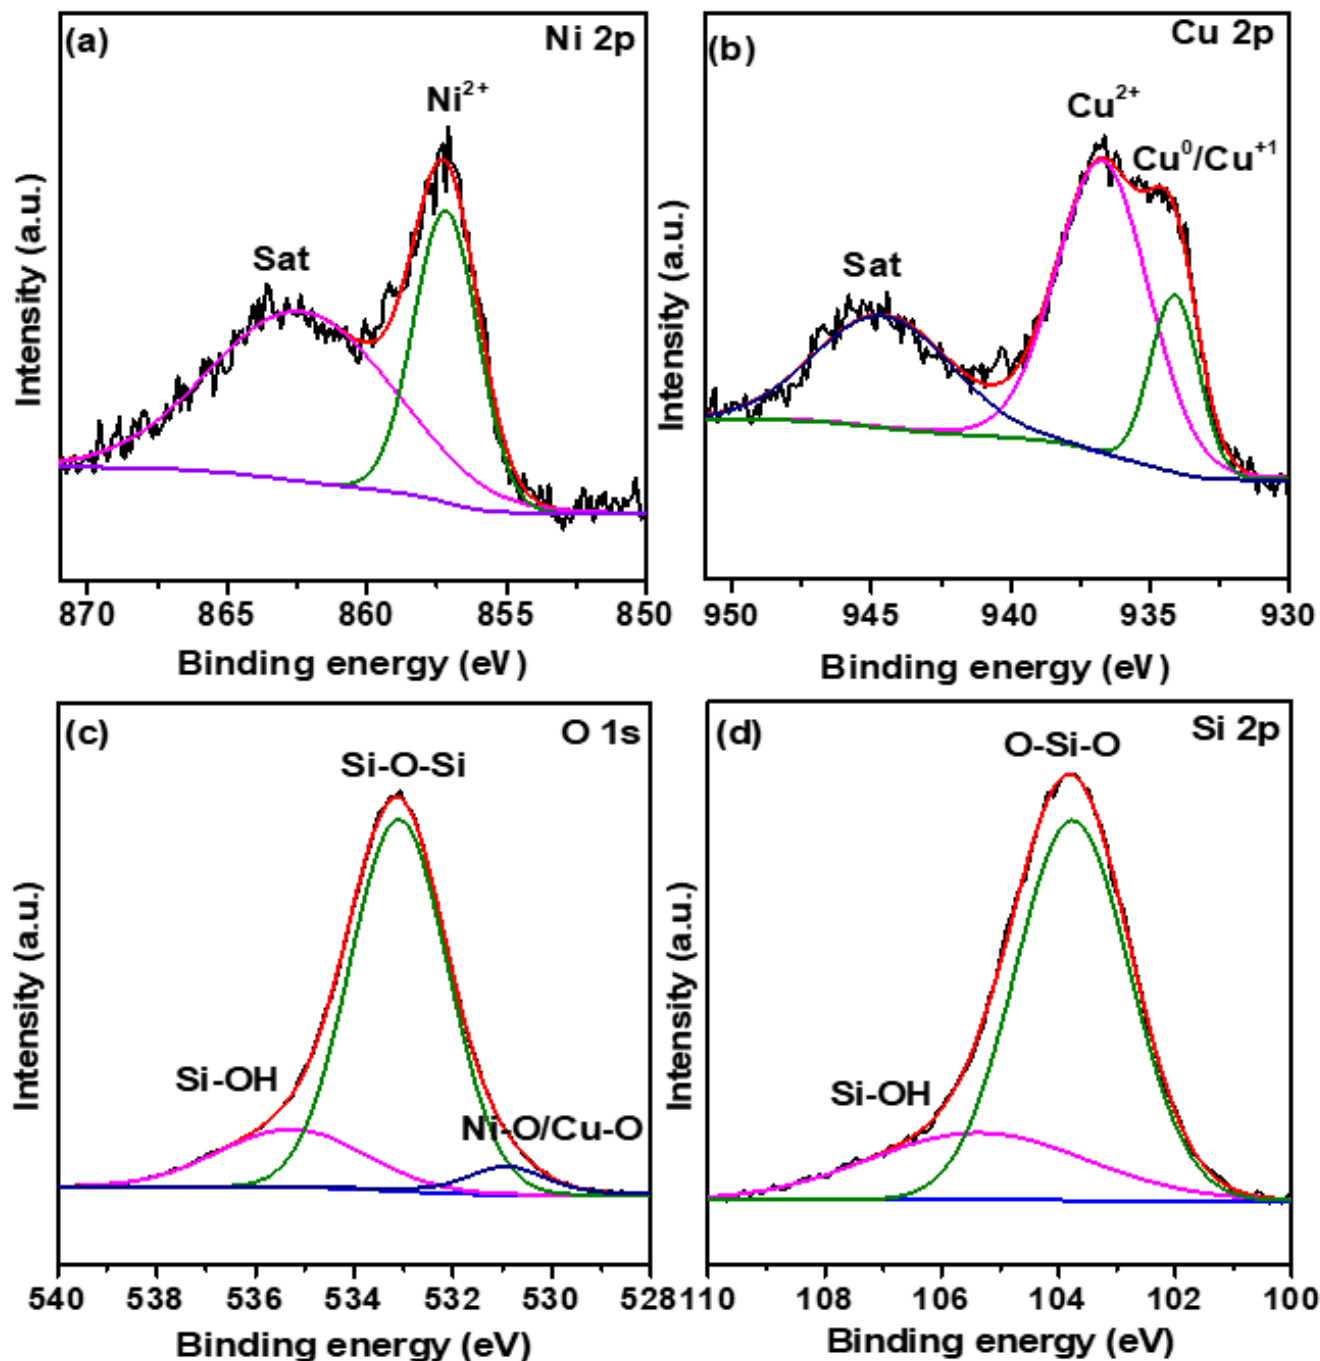 (a) Ni 2p
Ni²⁺
Sat
Intensity (a.u.)
870 865 860 855 850
Binding energy (eV)
(b) Cu 2p
Cu²⁺
Cu⁰/Cu⁺¹
Sat
Intensity (a.u.)
950 945 940 935 930
Binding energy (eV)
(c) O 1s
Si-O-Si
Si-OH
Ni-O/Cu-O
Intensity (a.u.)
540 538 536 534 532 530 528
Binding energy (eV)
(d) Si 2p
O-Si-O
Si-OH
Intensity (a.u.)
110 108 106 104 102 100
Binding energy (eV)